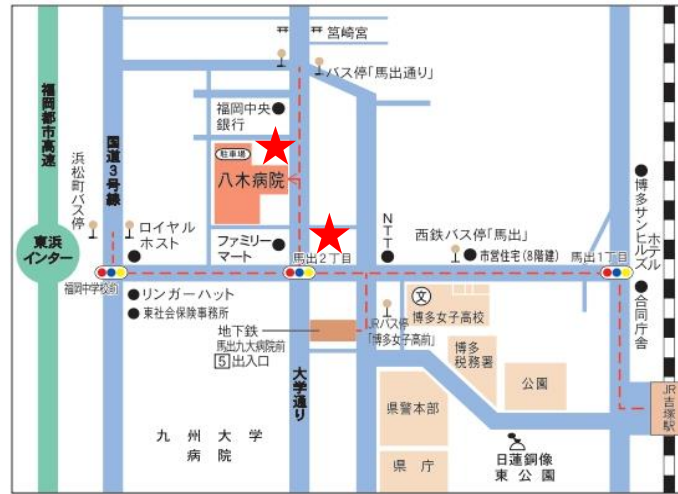 筥崎宮
バス停「馬出通り」
福岡都市高速
国道3号線
浜松町バス停
福岡中央
銀行
駐車場
八木病院
ロイヤル
ホスト
ファミリー
マート
NTT
西鉄バス停「馬出」
市営住宅(8階建)
馬出1丁目
博多サンヒルズホテル
合同庁舎
東浜
インター
福岡中学校前
馬出2丁目
リンガーハット
東社会保険事務所
地下鉄
馬出九大病院前
5出入口
JRバス停
「博多女子高前」
文
博多女子高校
博多
税務署
公園
大学通り
県警本部
県庁
九州大学
病院
日蓮銅像
東公園
JR吉塚駅